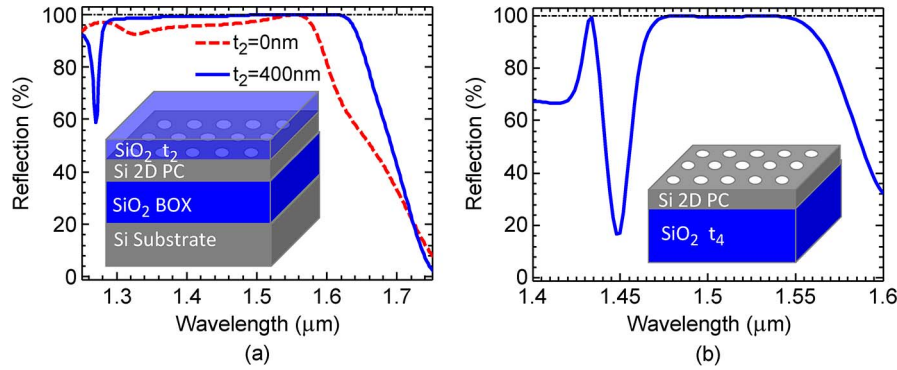 100
80
60
40
20
0
Reflection (%)
t2=0nm
t2=400nm
SiO2 t2
Si 2D PC
SiO2 BOX
Si Substrate
1.3 1.4 1.5 1.6 1.7
Wavelength (μm)
(a)
100
80
60
40
20
0
Reflection (%)
Si 2D PC
SiO2 t4
1.4 1.45 1.5 1.55 1.6
Wavelength (μm)
(b)